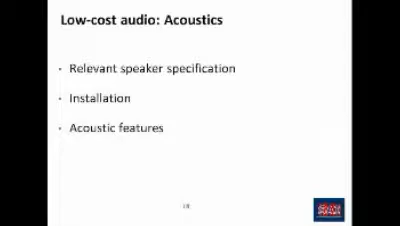 Low-cost audio: Acoustics
· Relevant speaker specification
· Installation
· Acoustic features